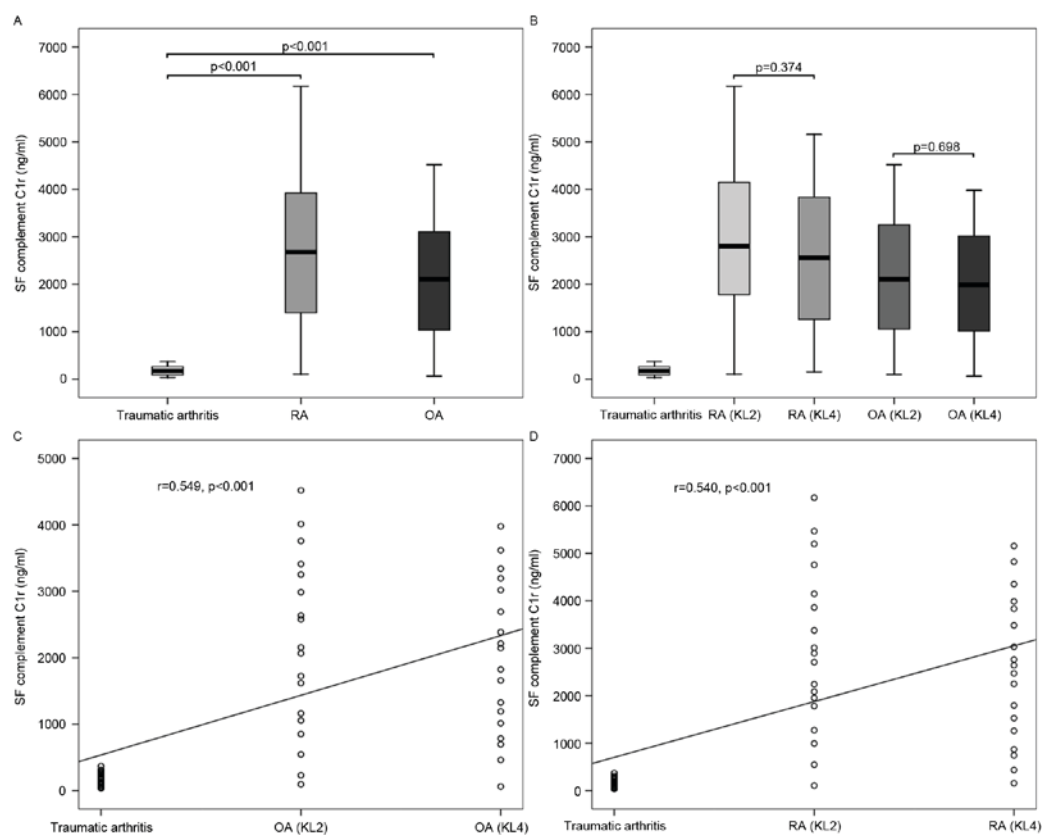 A
SF complement C1r (ng/ml)
7000
6000
5000
4000
3000
2000
1000
0
p<0.001
p<0.001
Traumatic arthritis RA OA
B
SF complement C1r (ng/ml)
7000
6000
5000
4000
3000
2000
1000
0
p=0.374
p=0.698
Traumatic arthritis RA (KL2) RA (KL4) OA (KL2) OA (KL4)
C
SF complement C1r (ng/ml)
5000
4000
3000
2000
1000
0
r=0.549, p<0.001
Traumatic arthritis OA (KL2) OA (KL4)
D
SF complement C1r (ng/ml)
7000
6000
5000
4000
3000
2000
1000
0
r=0.540, p<0.001
Traumatic arthritis RA (KL2) RA (KL4)